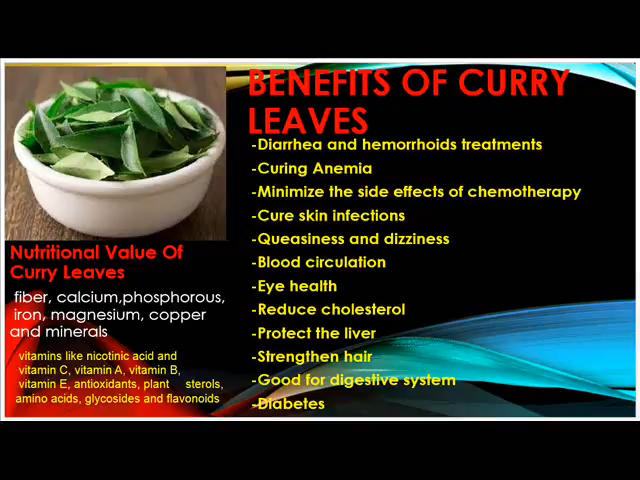 BENEFITS OF CURRY
LEAVES
-Diarrhea and hemorrhoids treatments
-Curing Anemia
-Minimize the side effects of chemotherapy
-Cure skin infections
-Queasiness and dizziness
-Blood circulation
-Eye health
-Reduce cholesterol
-Protect the liver
-Strengthen hair
-Good for digestive system
-Diabetes
Nutritional Value Of
Curry Leaves
fiber, calcium,phosphorous,
iron, magnesium, copper
and minerals
vitamins like nicotinic acid and
vitamin C, vitamin A, vitamin B,
vitamin E, antioxidants, plant sterols,
amino acids, glycosides and flavonoids